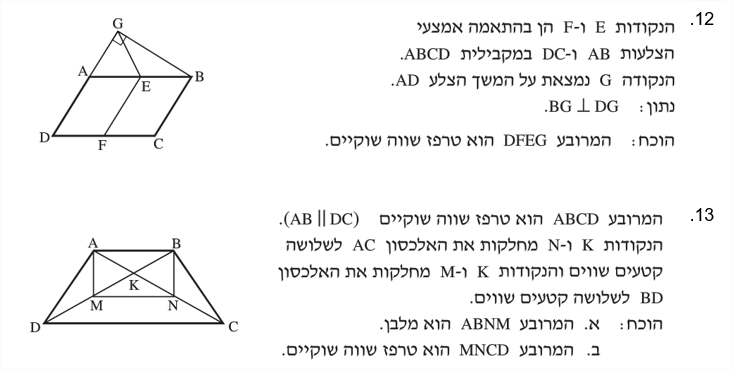 .12
הנקודות E ו-F הן בהתאמה אמצעי
הצלעות AB ו-DC במקבילית ABCD.
הנקודה G נמצאת על המשך הצלע AD.
נתון: BG ⊥ DG.
הוכח: המרובע DFEG הוא טרפז שווה שוקיים.
G
A
E
B
D
F
C
.13
המרובע ABCD הוא טרפז שווה שוקיים (AB || DC).
הנקודות K ו-N מחלקות את האלכסון AC לשלושה
קטעים שווים והנקודות K ו-M מחלקות את האלכסון
BD לשלושה קטעים שווים.
הוכח: א. המרובע ABNM הוא מלבן.
ב. המרובע MNCD הוא טרפז שווה שוקיים.
A
B
K
M
N
D
C